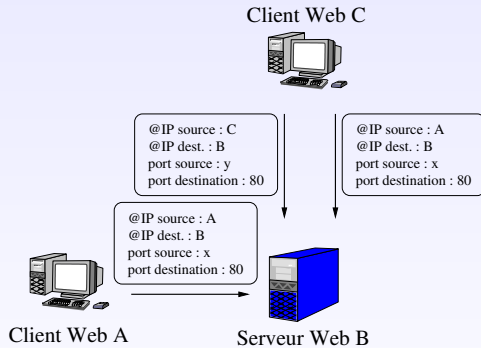 Client Web C
@IP source : C
@IP dest. : B
port source : y
port destination : 80
@IP source : A
@IP dest. : B
port source : x
port destination : 80
@IP source : A
@IP dest. : B
port source : x
port destination : 80
Client Web A
Serveur Web B